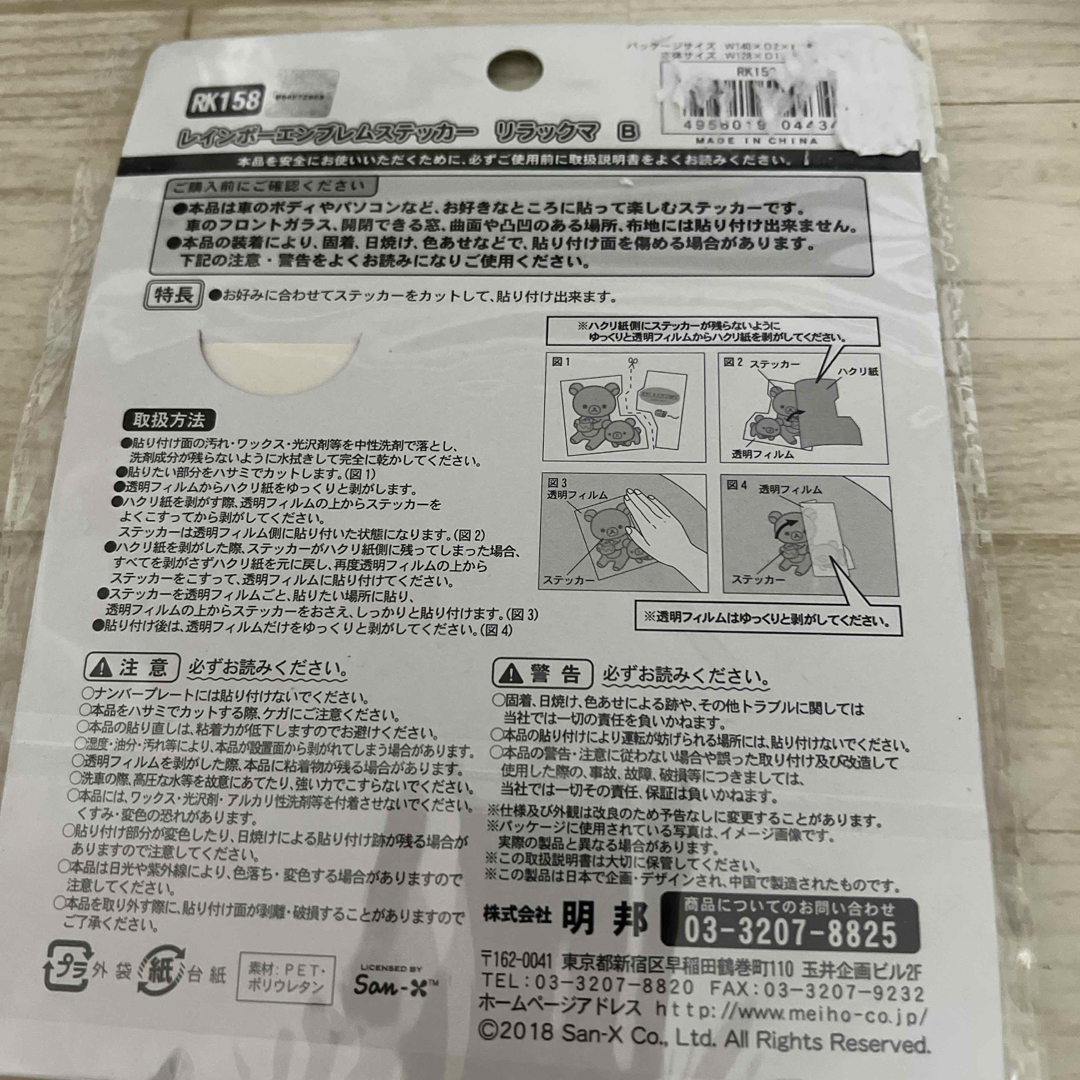 パッケージサイズ W140×D2×
立体サイズ W128×D1
RK158
RK15
4956019 04434
MADE IN CHINA
レインボーエンブレムステッカー リラックマ B
本品を安全にお使いいただくために、必ずご使用前に取扱説明書をよくお読みください。
ご購入前にご確認ください
●本品は車のボディやパソコンなど、お好きなところに貼って楽しむステッカーです。
車のフロントガラス、開閉できる窓、曲面や凸凹のある場所、布地には貼り付け出来ません。
●本品の装着により、固着、日焼け、色あせなどで、貼り付け面を傷める場合があります。
下記の注意・警告をよくお読みになりご使用ください。
特長 ●お好みに合わせてステッカーをカットして、貼り付け出来ます。
※ハクリ紙側にステッカーが残らないように
ゆっくりと透明フィルムからハクリ紙を剥がしてください。
図1
図2 ステッカー
ハクリ紙
透明フィルム
図3
透明フィルム
ステッカー
図4 透明フィルム
ステッカー
※透明フィルムはゆっくりと剥がしてください。
取扱方法
●貼り付け面の汚れ・ワックス・光沢剤等を中性洗剤で落とし、
洗剤成分が残らないように水拭きして完全に乾かしてください。
●貼りたい部分をハサミでカットします。(図1)
●透明フィルムからハクリ紙をゆっくりと剥がします。
●ハクリ紙を剥がす際、透明フィルムの上からステッカーを
よくこすってから剥がしてください。
ステッカーは透明フィルム側に貼り付いた状態になります。(図2)
●ハクリ紙を剥がした際、ステッカーがハクリ紙側に残ってしまった場合、
すべてを剥がさずハクリ紙を元に戻し、再度透明フィルムの上から
ステッカーをこすって、透明フィルムに貼り付けてください。
●ステッカーを透明フィルムごと、貼りたい場所に貼り、
透明フィルムの上からステッカーをおさえ、しっかりと貼り付けます。(図3)
●貼り付け後は、透明フィルムだけをゆっくりと剥がしてください。(図4)
注意 必ずお読みください。
○ナンバープレートには貼り付けないでください。
○本品をハサミでカットする際、ケガにご注意ください。
○本品の貼り直しは、粘着力が低下しますのでお避けください。
○湿度・油分・汚れ等により、本品が設置面から剥がれてしまう場合があります。
○透明フィルムを剥がした際、本品に粘着物が残る場合があります。
○洗車の際、高圧な水等を故意にあてたり、強い力でこすらないでください。
○本品には、ワックス・光沢剤・アルカリ性洗剤等を付着させないでください。
くすみ・変色の恐れがあります。
○貼り付け部分が変色したり、日焼けによる貼り付け跡が残る場合が
ありますので注意してください。
○本品は日光や紫外線により、色落ち・変色する場合がありますので
注意してください。
○本品を取り外す際に、貼り付け面が剥離・破損することがありますので
ご了承ください。
警告 必ずお読みください。
○固着、日焼け、色あせによる跡や、その他トラブルに関しては
当社では一切の責任を負いかねます。
○本品の貼り付けにより運転が妨げられる場所には、貼り付けないでください。
○本品の警告・注意に従わない場合や誤った取り付け及び改造して
使用した際の、事故、故障、破損等につきましては、
当社では一切その責任、保証は負いかねます。
※仕様及び外観は改良のため予告なしに変更することがあります。
※パッケージに使用されている写真は、イメージ画像です。
実際の製品と異なる場合があります。
※この取扱説明書は大切に保管してください。
※この製品は日本で企画・デザインされ、中国で製造されたものです。
株式会社 明邦
商品についてのお問い合わせ
03-3207-8825
〒162-0041 東京都新宿区早稲田鶴巻町110 玉井企画ビル2F
TEL:03-3207-8820 FAX:03-3207-9232
ホームページアドレス http://www.meiho-co.jp/
©2018 San-X Co., Ltd. All Rights Reserved.
プラ 外袋 紙 台紙
素材:PET・
ポリウレタン
LICENSED BY
San-X™